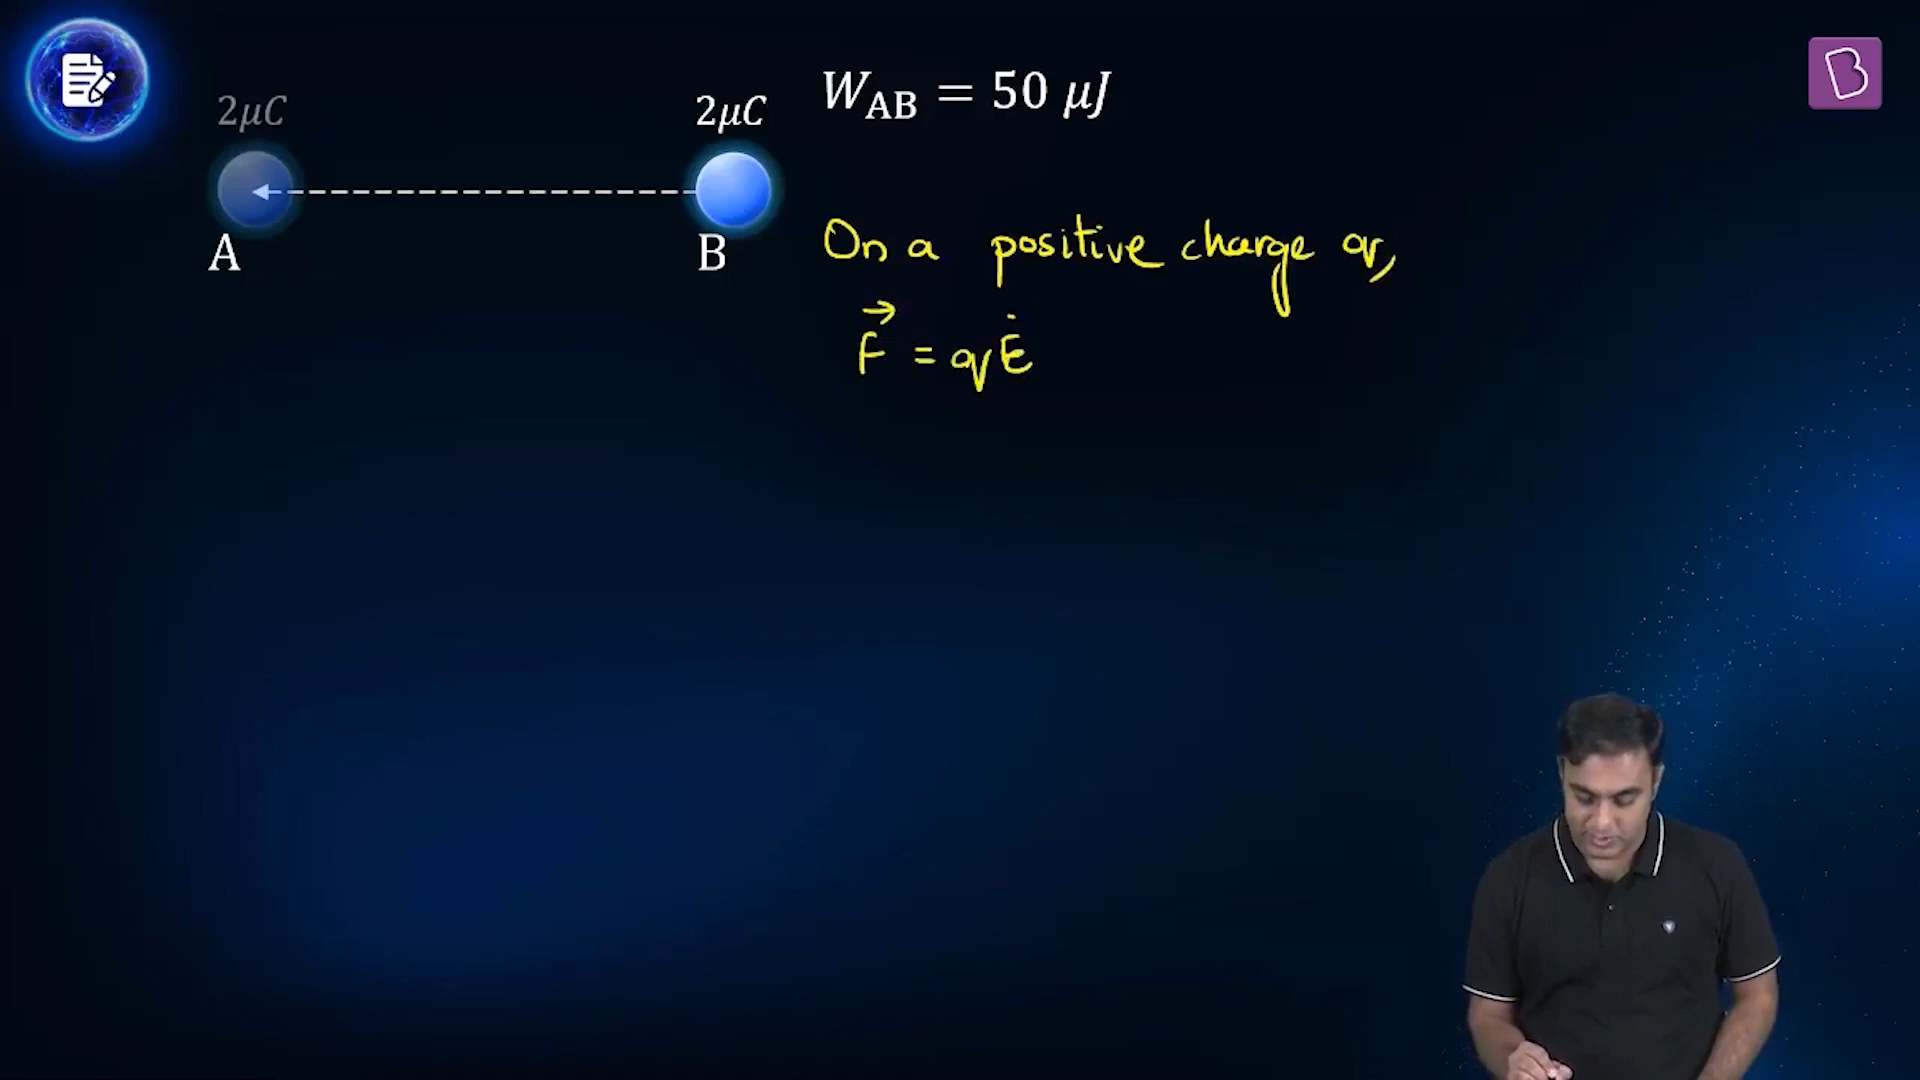 2μC
2μC
W_AB = 50 μJ
A
B
On a positive charge q,
F⃗ = qE